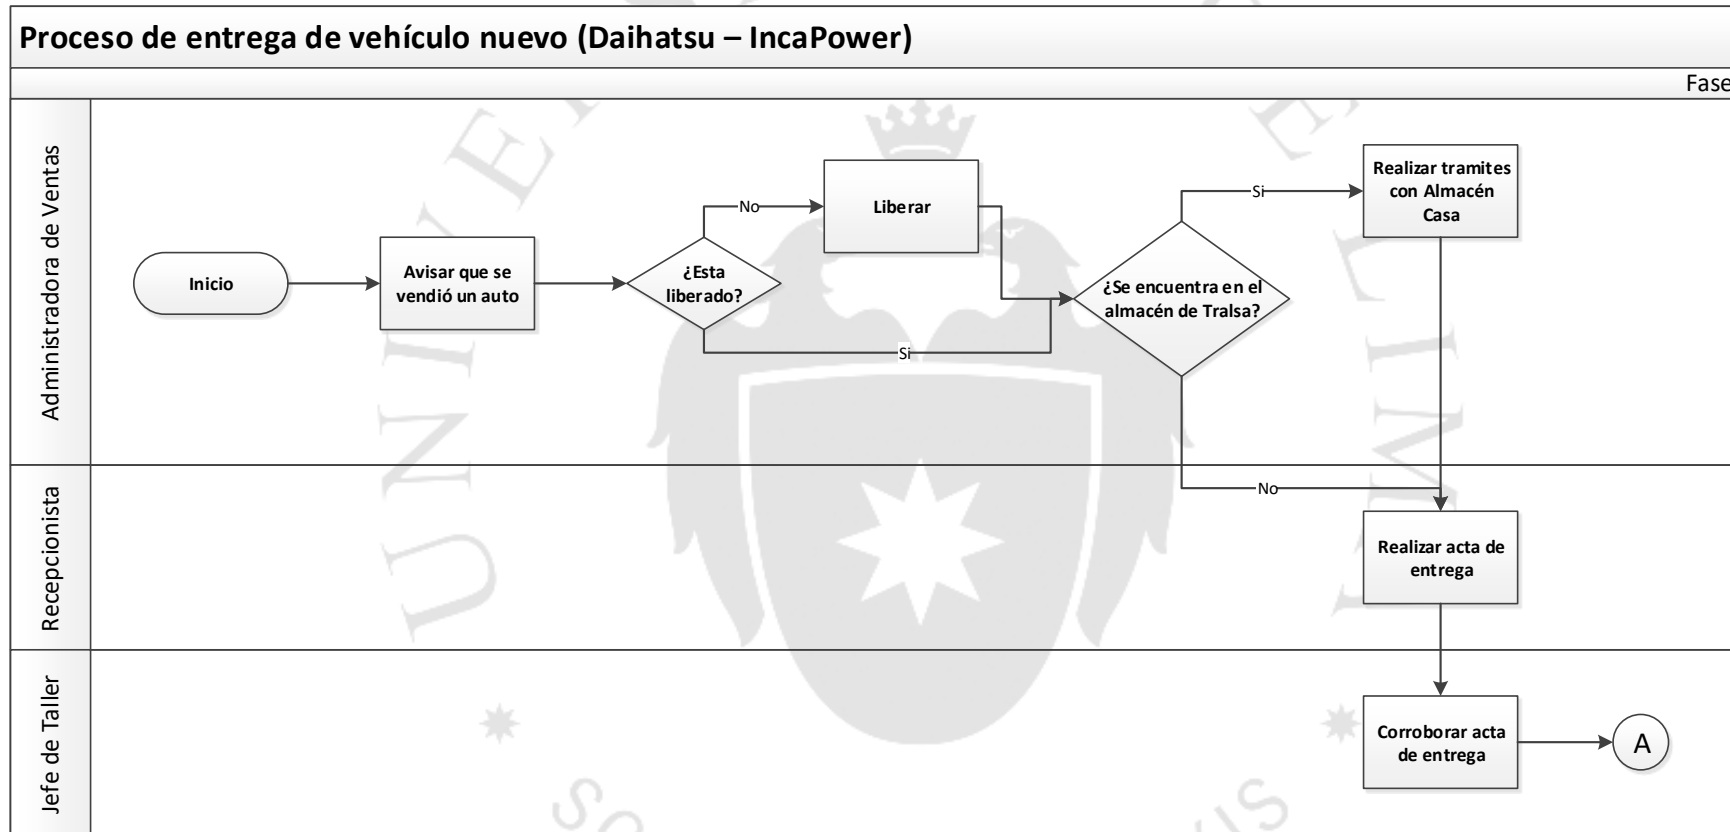 Proceso de entrega de vehículo nuevo (Daihatsu – IncaPower)
Fase
Administradora de Ventas
Inicio
Avisar que se
vendió un auto
¿Esta
liberado?
No
Si
Liberar
¿Se encuentra en el
almacén de Tralsa?
Si
No
Realizar tramites
con Almacén
Casa
Recepcionista
Realizar acta de
entrega
Jefe de Taller
Corroborar acta
de entrega
A